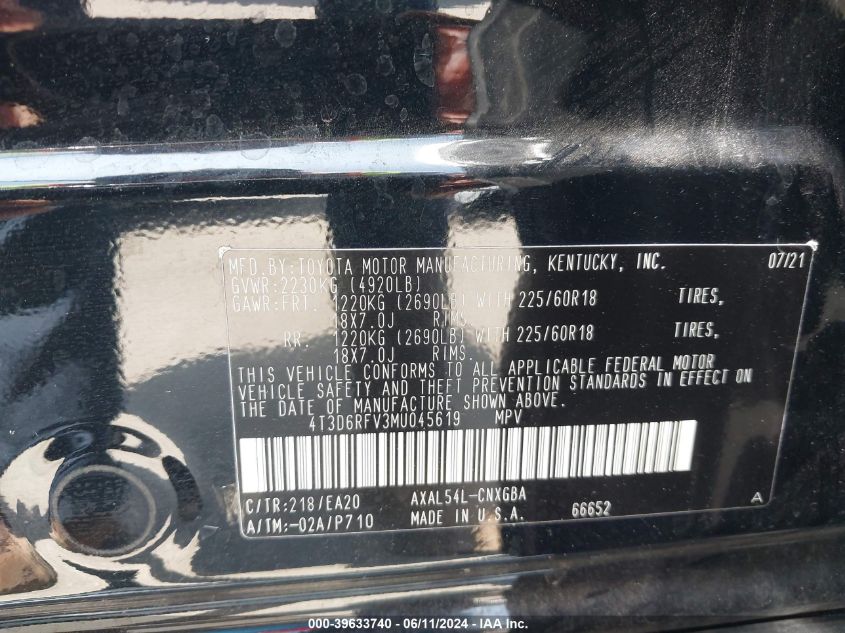 MFD.BY:TOYOTA MOTOR MANUFACTURING, KENTUCKY, INC. 07/21
GVWR:2230KG (4920LB)
GAWR:FRT. 1220KG (2690LB) WITH 225/60R18 TIRES,
18X7.0J RIMS.
RR. 1220KG (2690LB) WITH 225/60R18 TIRES,
18X7.0J RIMS.
THIS VEHICLE CONFORMS TO ALL APPLICABLE FEDERAL MOTOR
VEHICLE SAFETY AND THEFT PREVENTION STANDARDS IN EFFECT ON
THE DATE OF MANUFACTURE SHOWN ABOVE.
4T3D6RFV3MU045619 MPV
C/TR:218/EA20 AXAL54L-CNXGBA A
A/TM:-02A/P710 MADE IN U.S.A. 66652
000-39633740 - 06/11/2024 - © IAA Inc.